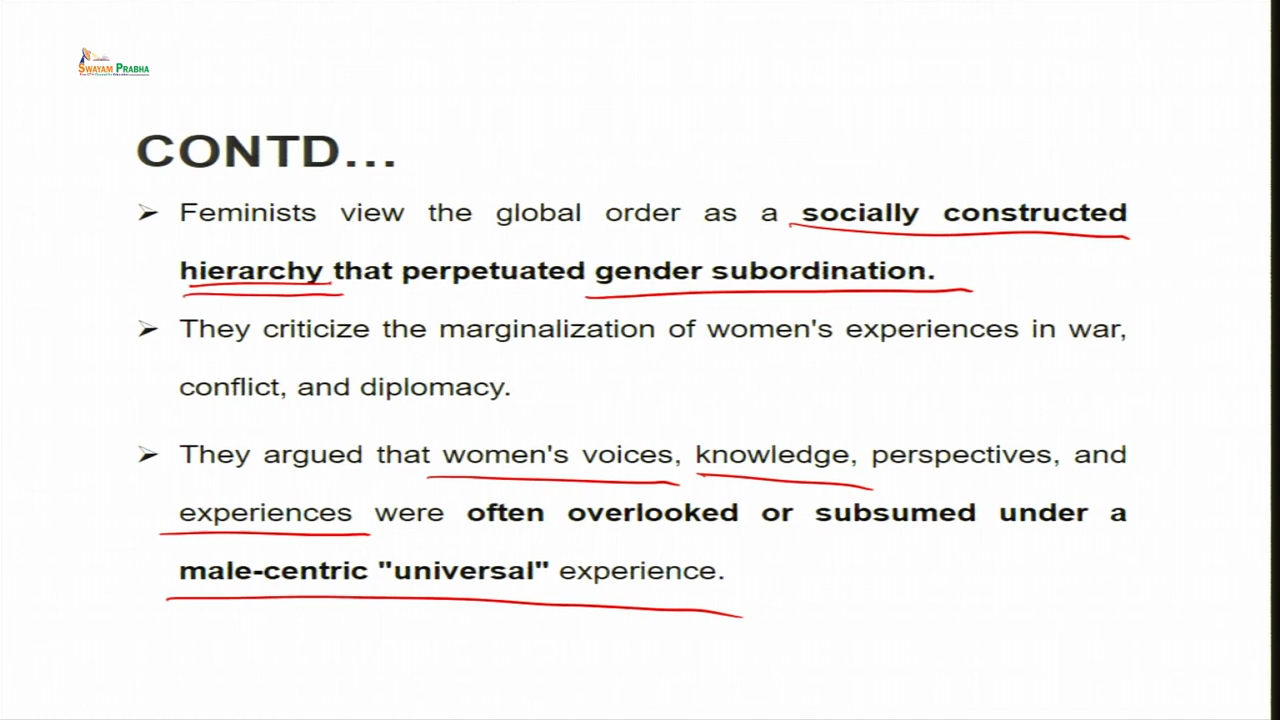 SWAYAM PRABHA
CONTD...
➢ Feminists view the global order as a socially constructed
hierarchy that perpetuated gender subordination.
➢ They criticize the marginalization of women's experiences in war,
conflict, and diplomacy.
➢ They argued that women's voices, knowledge, perspectives, and
experiences were often overlooked or subsumed under a
male-centric "universal" experience.